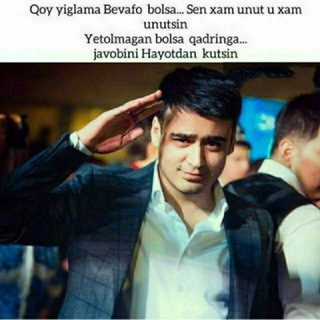 Qoy yiglama Bevafo bolsa... Sen xam unut u xam
unutsin
Yetolmagan bolsa qadringa...
javobini Hayotdan kutsin